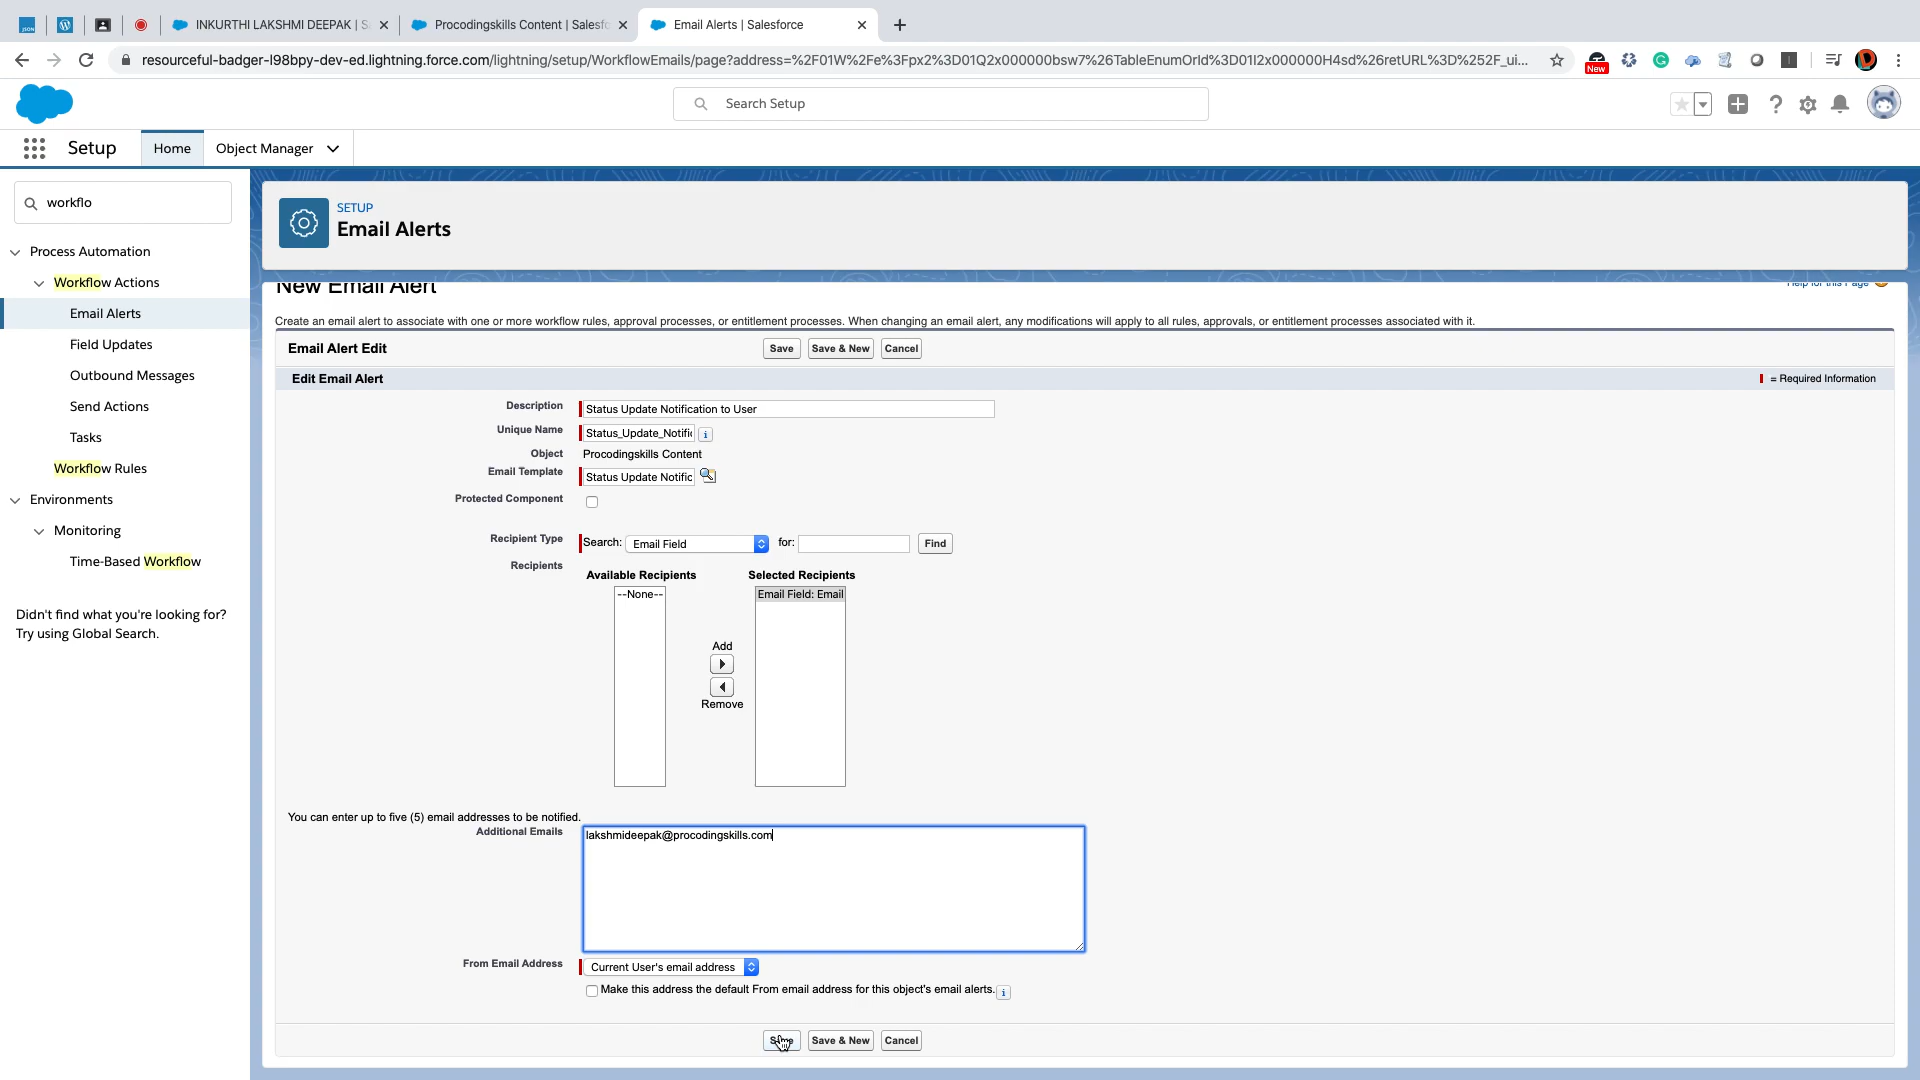 INKURTHI LAKSHMI DEEPAK | S
Procodingskills Content | Salesfo
Email Alerts | Salesforce
resourceful-badger-l98bpy-dev-ed.lightning.force.com/lightning/setup/WorkflowEmails/page?address=%2F01W%2Fe%3Fpx2%3D01Q2x000000bsw7%26TableEnumOrId%3D01I2x000000H4sd%26retURL%3D%252F_ui...
New
Search Setup
Setup
Home
Object Manager
workflo
Process Automation
Workflow Actions
Email Alerts
Field Updates
Outbound Messages
Send Actions
Tasks
Workflow Rules
Environments
Monitoring
Time-Based Workflow
Didn't find what you're looking for?
Try using Global Search.
SETUP
Email Alerts
New Email Alert
Help for this Page
Create an email alert to associate with one or more workflow rules, approval processes, or entitlement processes. When changing an email alert, any modifications will apply to all rules, approvals, or entitlement processes associated with it.
Email Alert Edit
Save
Save & New
Cancel
Edit Email Alert
= Required Information
Description
Status Update Notification to User
Unique Name
Status_Update_Notific
Object
Procodingskills Content
Email Template
Status Update Notific
Protected Component
Recipient Type
Search:
Email Field
for:
Find
Recipients
Available Recipients
Selected Recipients
--None--
Email Field: Email
Add
Remove
You can enter up to five (5) email addresses to be notified.
Additional Emails
lakshmideepak@procodingskills.com
From Email Address
Current User's email address
Make this address the default From email address for this object's email alerts.
Save
Save & New
Cancel